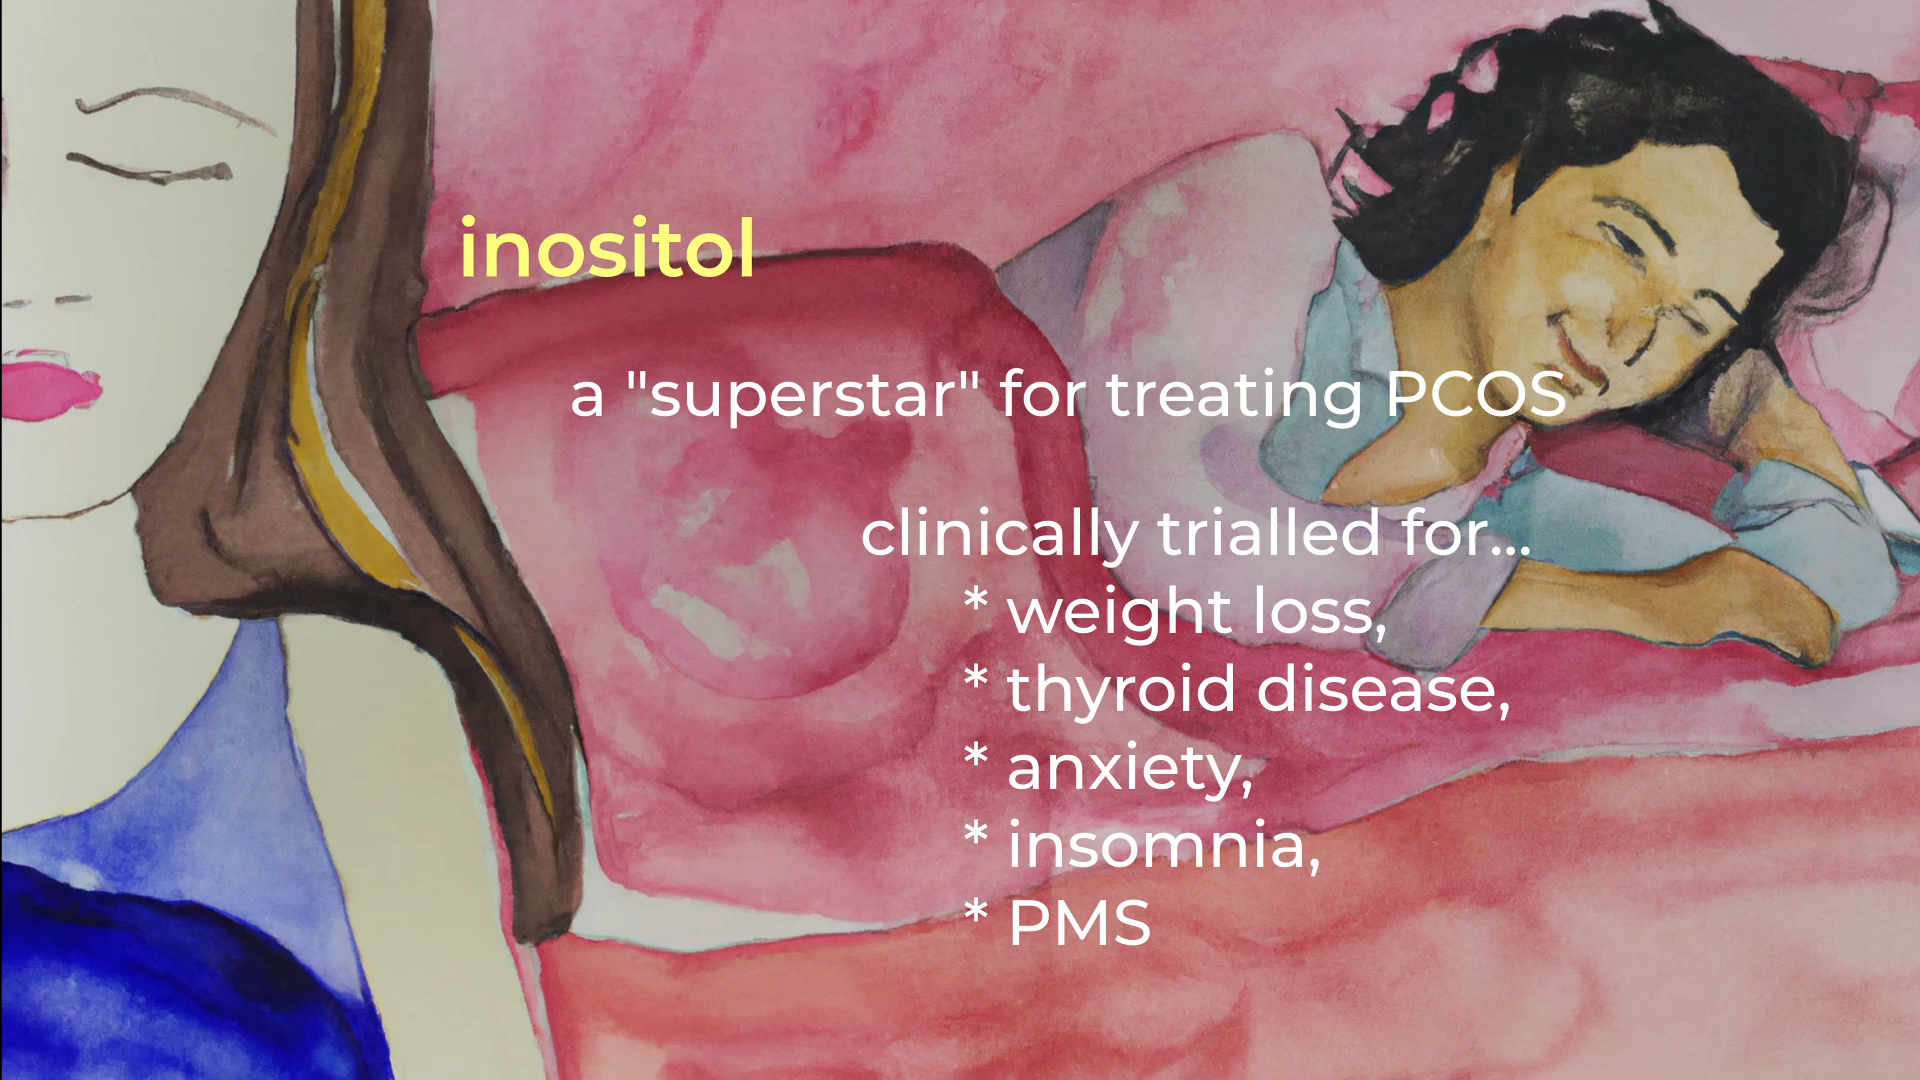 inositol
a "superstar" for treating PCOS
clinically trialled for...
* weight loss,
* thyroid disease,
* anxiety,
* insomnia,
* PMS